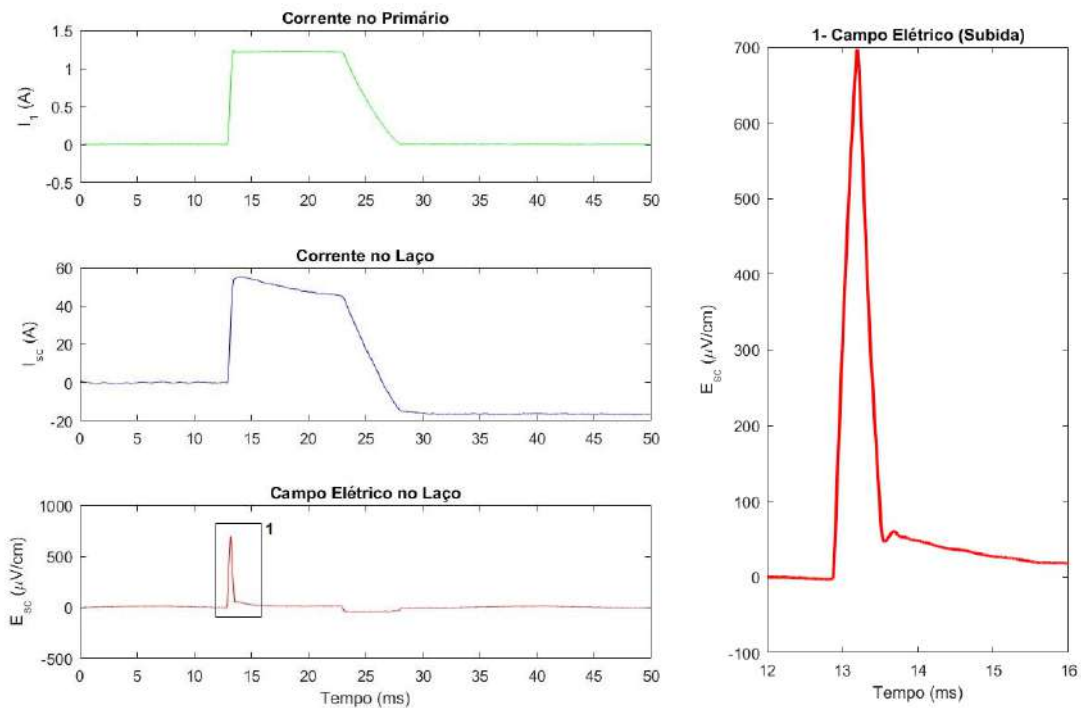 Corrente no Primário
1.5
1
0.5
0
-0.5
I1 (A)
0 5 10 15 20 25 30 35 40 45 50
Corrente no Laço
60
40
20
0
-20
Isc (A)
0 5 10 15 20 25 30 35 40 45 50
Campo Elétrico no Laço
1000
500
0
-500
Esc (μV/cm)
1
0 5 10 15 20 25 30 35 40 45 50
Tempo (ms)
1- Campo Elétrico (Subida)
700
600
500
400
300
200
100
0
-100
Esc (μV/cm)
12 13 14 15 16
Tempo (ms)